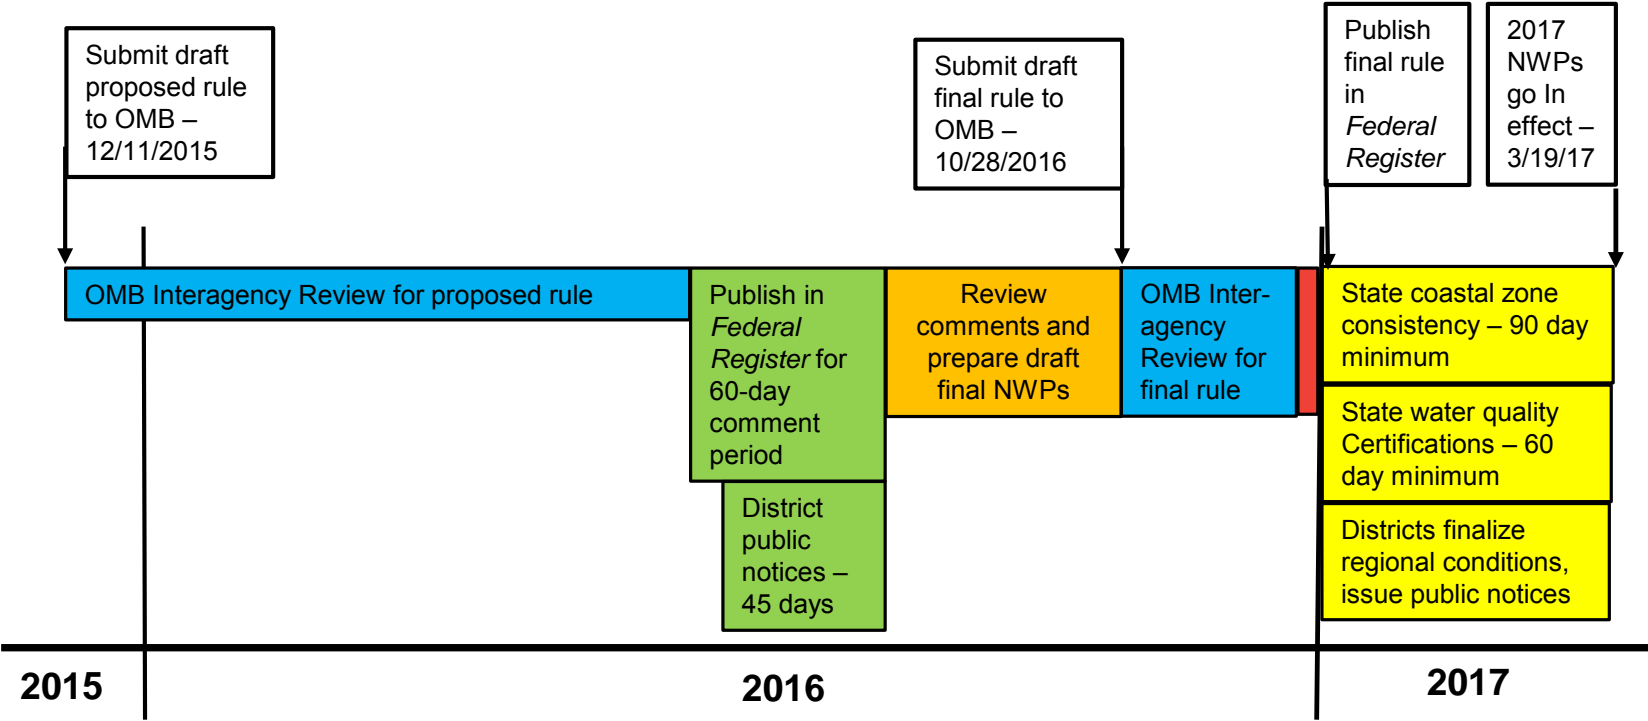 Submit draft
proposed rule
to OMB –
12/11/2015
Submit draft
final rule to
OMB –
10/28/2016
Publish
final rule
in
Federal
Register
2017
NWPs
go In
effect –
3/19/17
OMB Interagency Review for proposed rule
Publish in
Federal
Register for
60-day
comment
period
District
public
notices –
45 days
Review
comments and
prepare draft
final NWPs
OMB Inter-
agency
Review for
final rule
State coastal zone
consistency – 90 day
minimum
State water quality
Certifications – 60
day minimum
Districts finalize
regional conditions,
issue public notices
2015
2016
2017